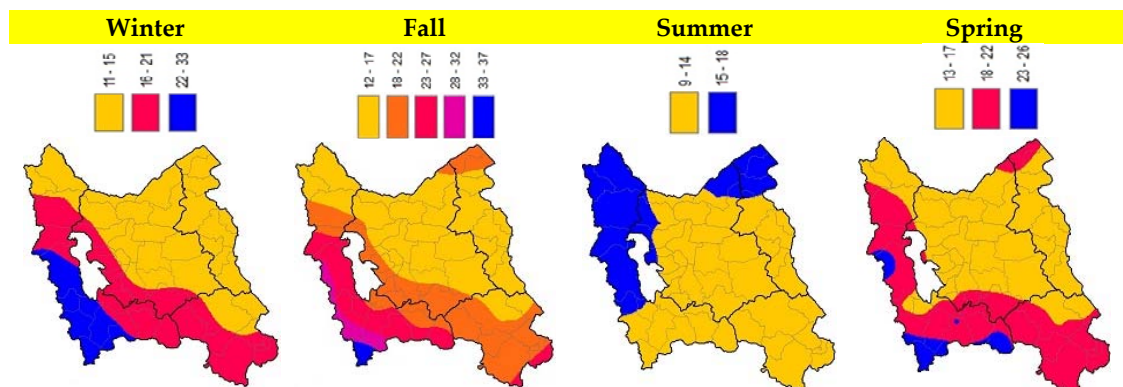 Winter
Fall
Summer
Spring
11 - 15
16 - 21
22 - 33
12 - 17
18 - 22
23 - 27
28 - 32
33 - 37
9 - 14
15 - 18
13 - 17
18 - 22
23 - 26